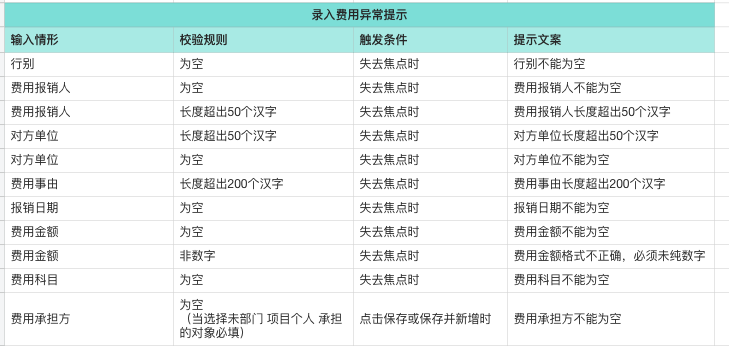 录入费用异常提示
输入情形 校验规则 触发条件 提示文案
行别 为空 失去焦点时 行别不能为空
费用报销人 为空 失去焦点时 费用报销人不能为空
费用报销人 长度超出50个汉字 失去焦点时 费用报销人长度超出50个汉字
对方单位 长度超出50个汉字 失去焦点时 对方单位长度超出50个汉字
对方单位 为空 失去焦点时 对方单位不能为空
费用事由 长度超出200个汉字 失去焦点时 费用事由长度超出200个汉字
报销日期 为空 失去焦点时 报销日期不能为空
费用金额 为空 失去焦点时 费用金额不能为空
费用金额 非数字 失去焦点时 费用金额格式不正确，必须未纯数字
费用科目 为空 失去焦点时 费用科目不能为空
费用承担方 为空
（当选择未部门 项目个人 承担
的对象必填） 点击保存或保存并新增时 费用承担方不能为空